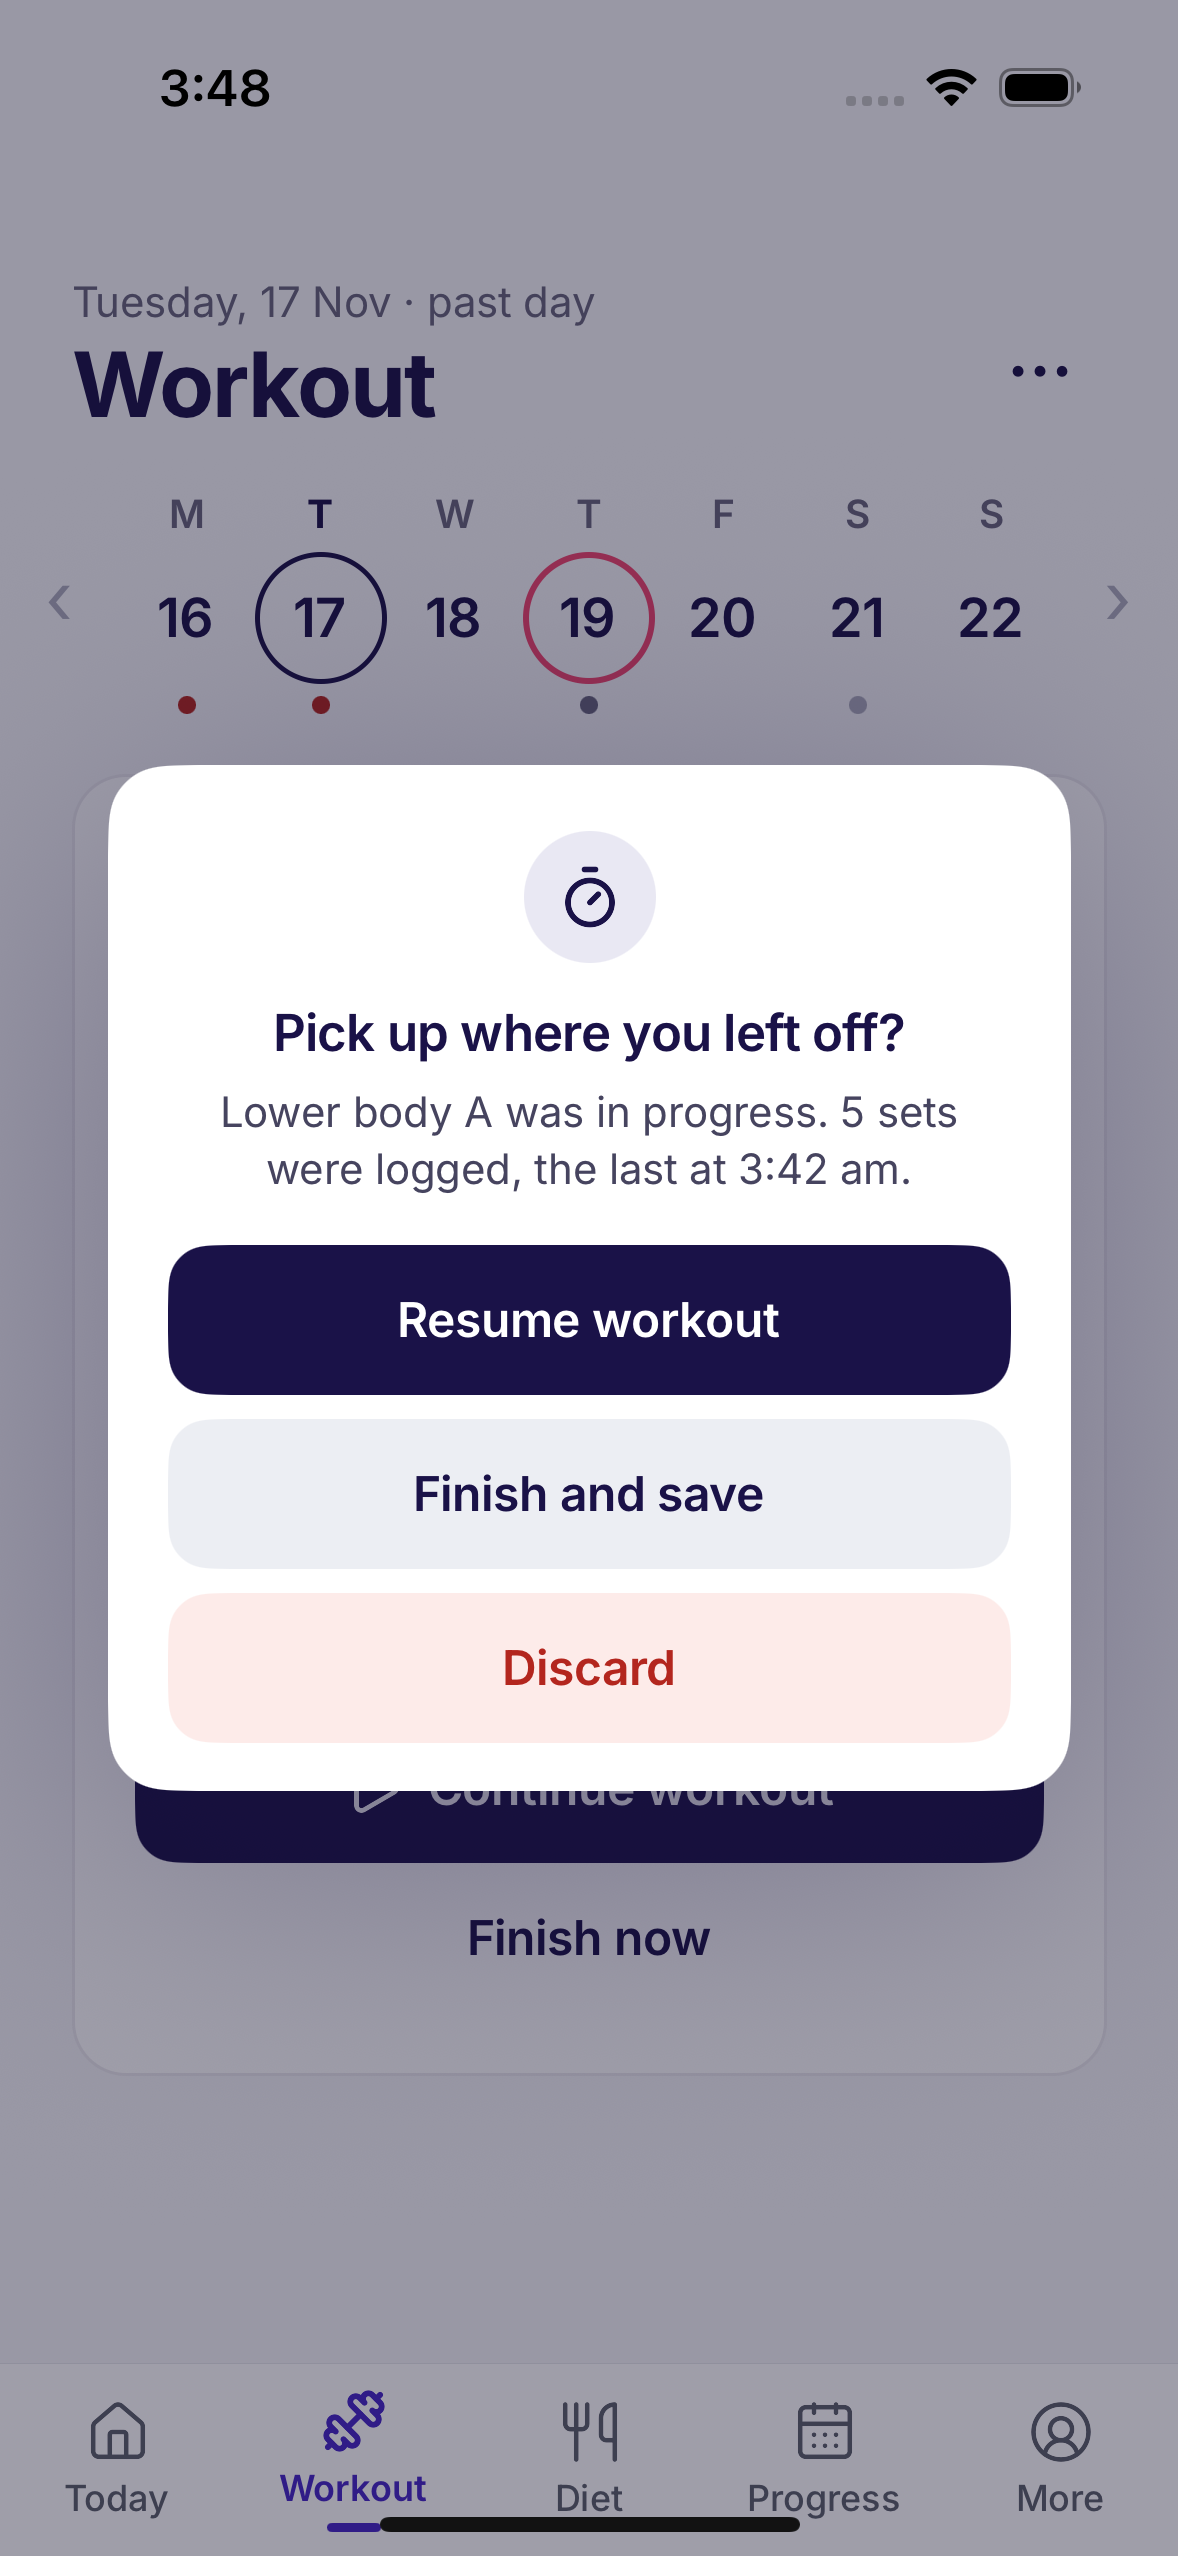 3:48
Tuesday, 17 Nov · past day
Workout
M T W T F S S
16 17 18 19 20 21 22
Pick up where you left off?
Lower body A was in progress. 5 sets
were logged, the last at 3:42 am.
Resume workout
Finish and save
Discard
Continue workout
Finish now
Today Workout Diet Progress More